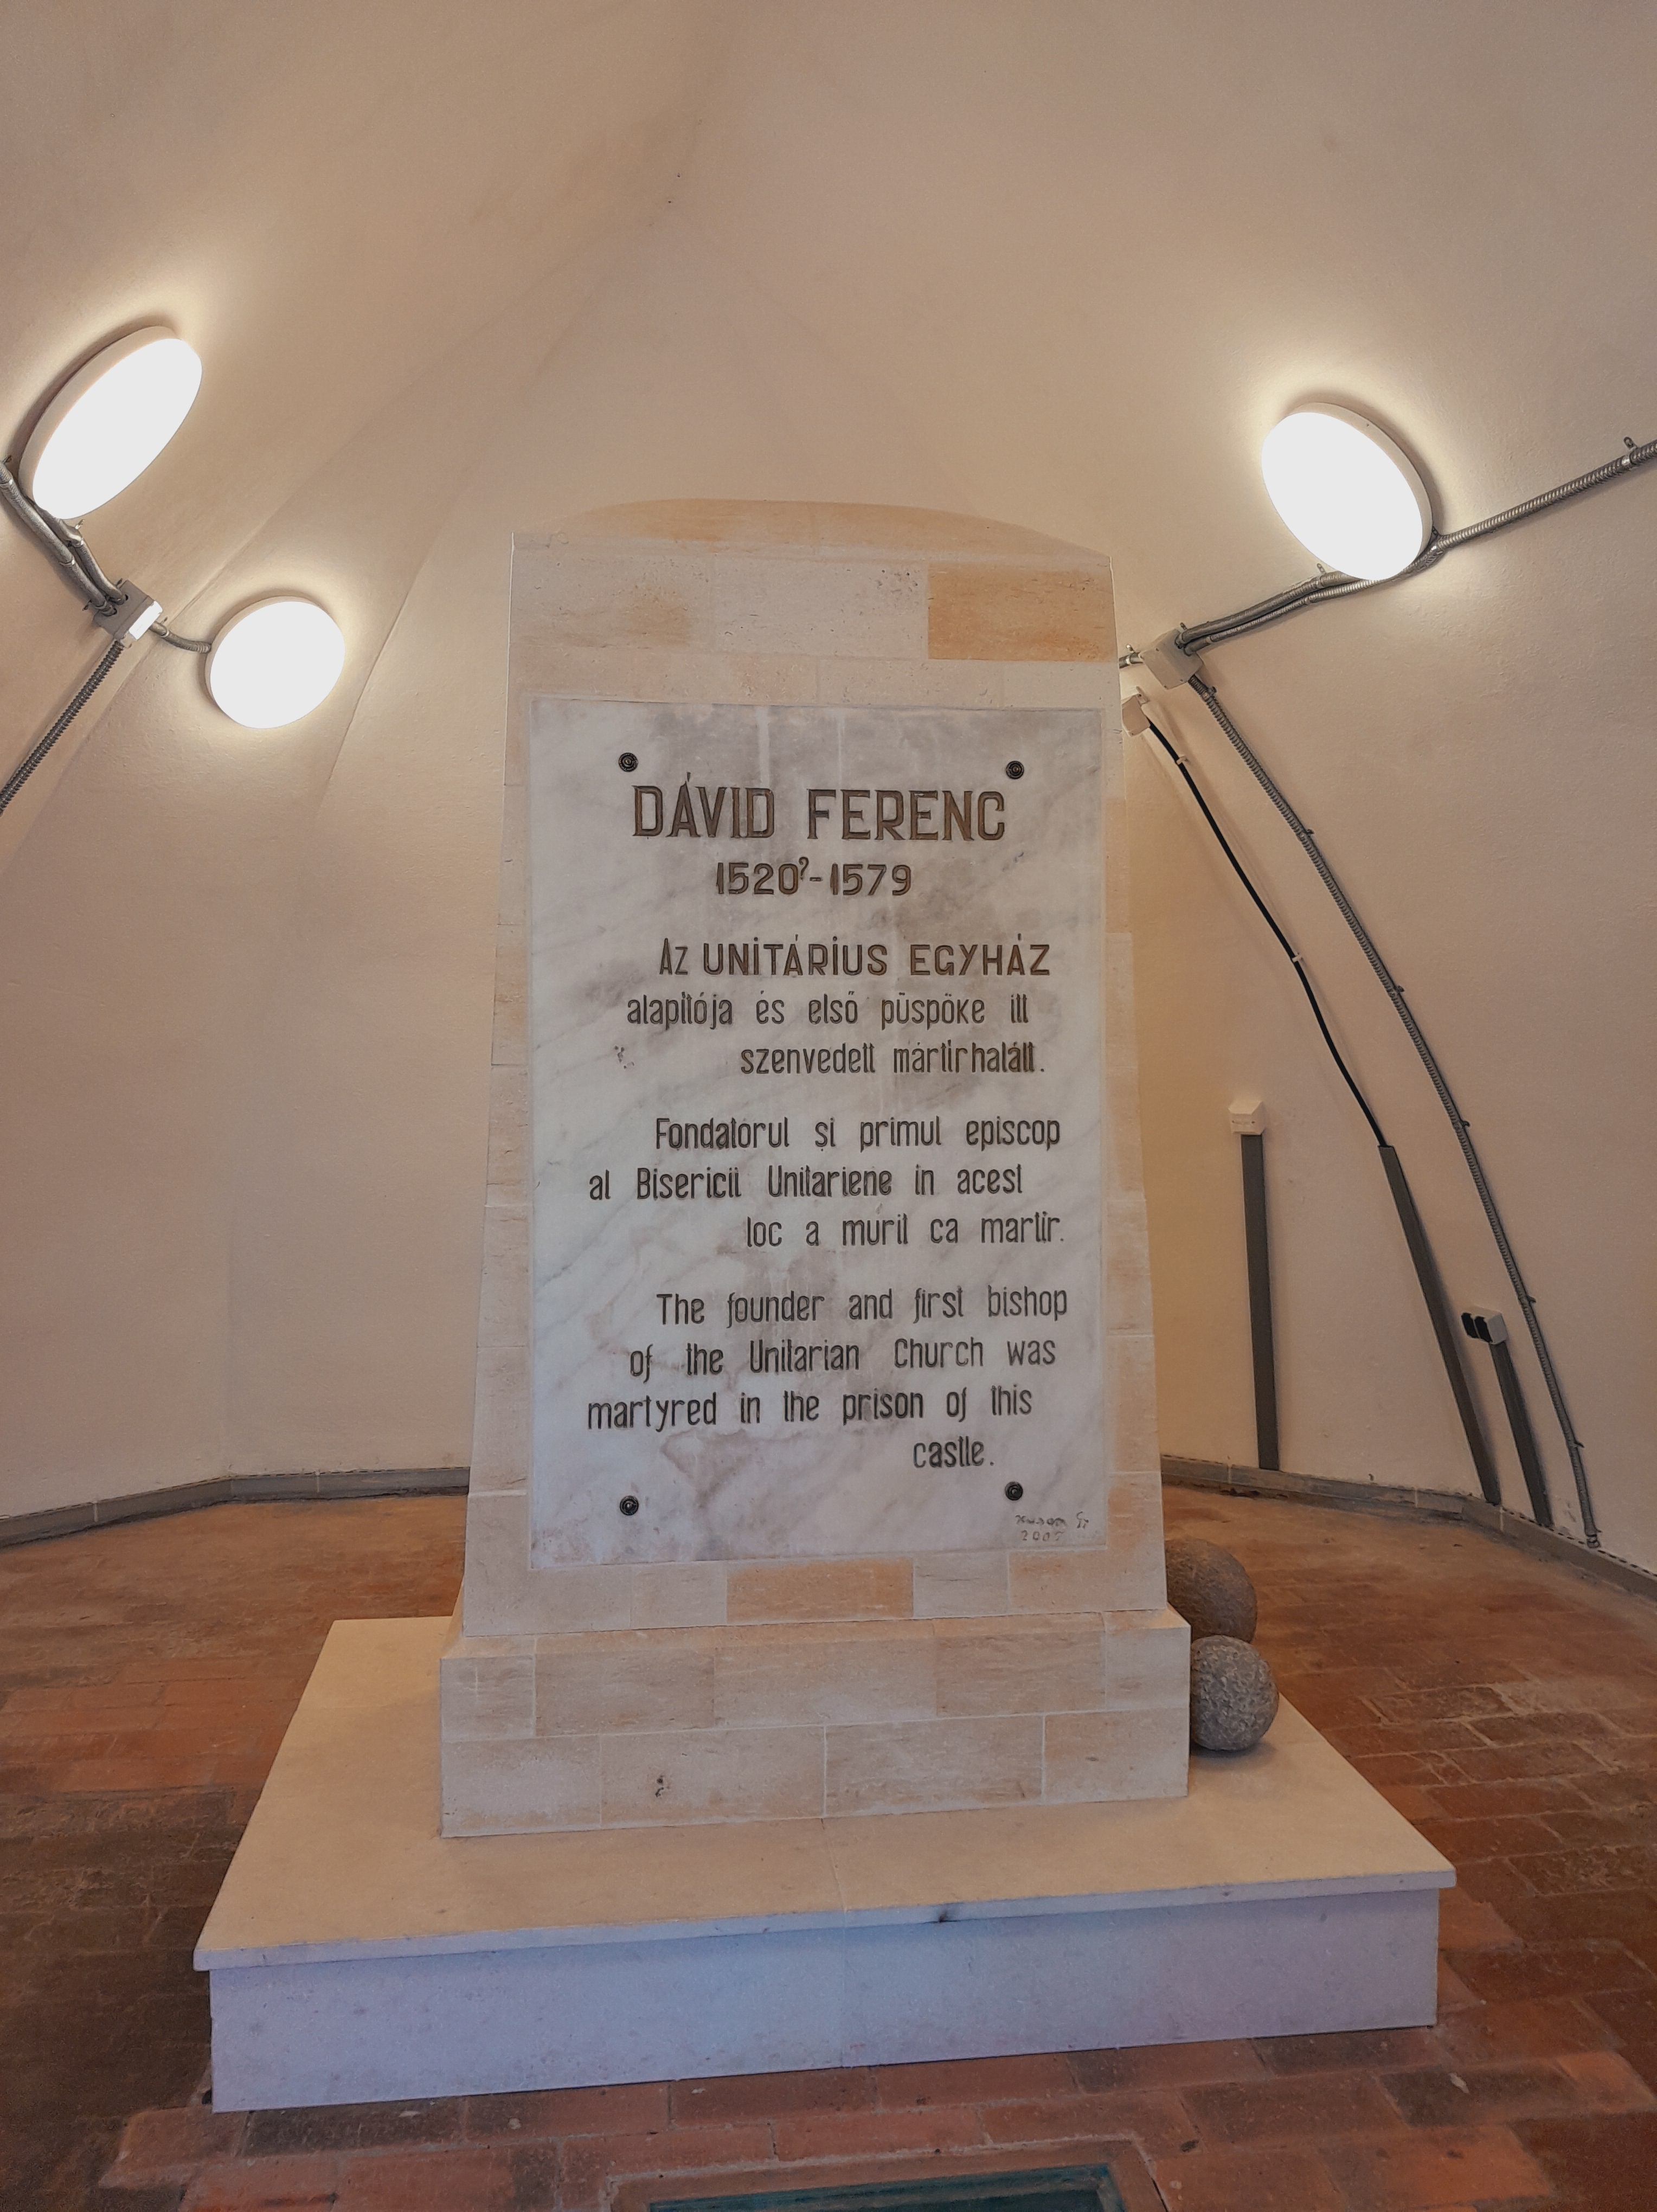 DÁVID FERENC
1520?-1579
Az UNITÁRIUS EGYHÁZ
alapítója és első püspöke itt
szenvedett mártírhalált.
Fondatorul și primul episcop
al Bisericii Unitariene in acest
loc a murit ca martir.
The founder and first bishop
of the Unitarian Church was
martyred in the prison of this
castle.